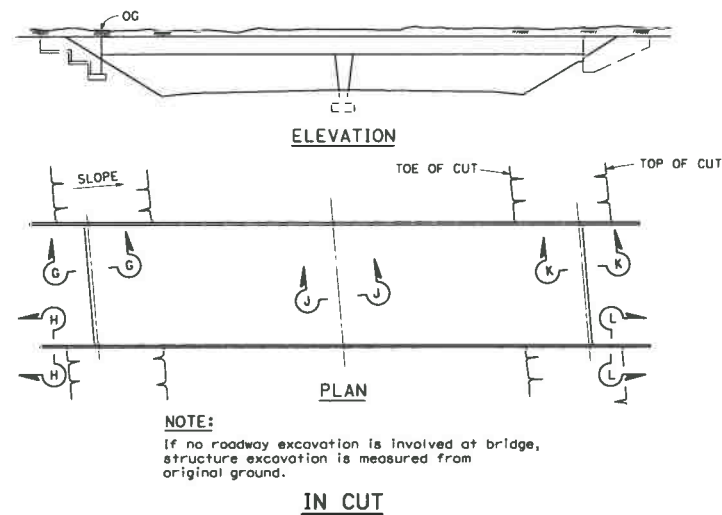 OG
ELEVATION
SLOPE
TOE OF CUT
TOP OF CUT
G
G
K
K
J
J
H
L
H
L
PLAN
NOTE:
If no roadway excavation is involved at bridge,
structure excavation is measured from
original ground.
IN CUT